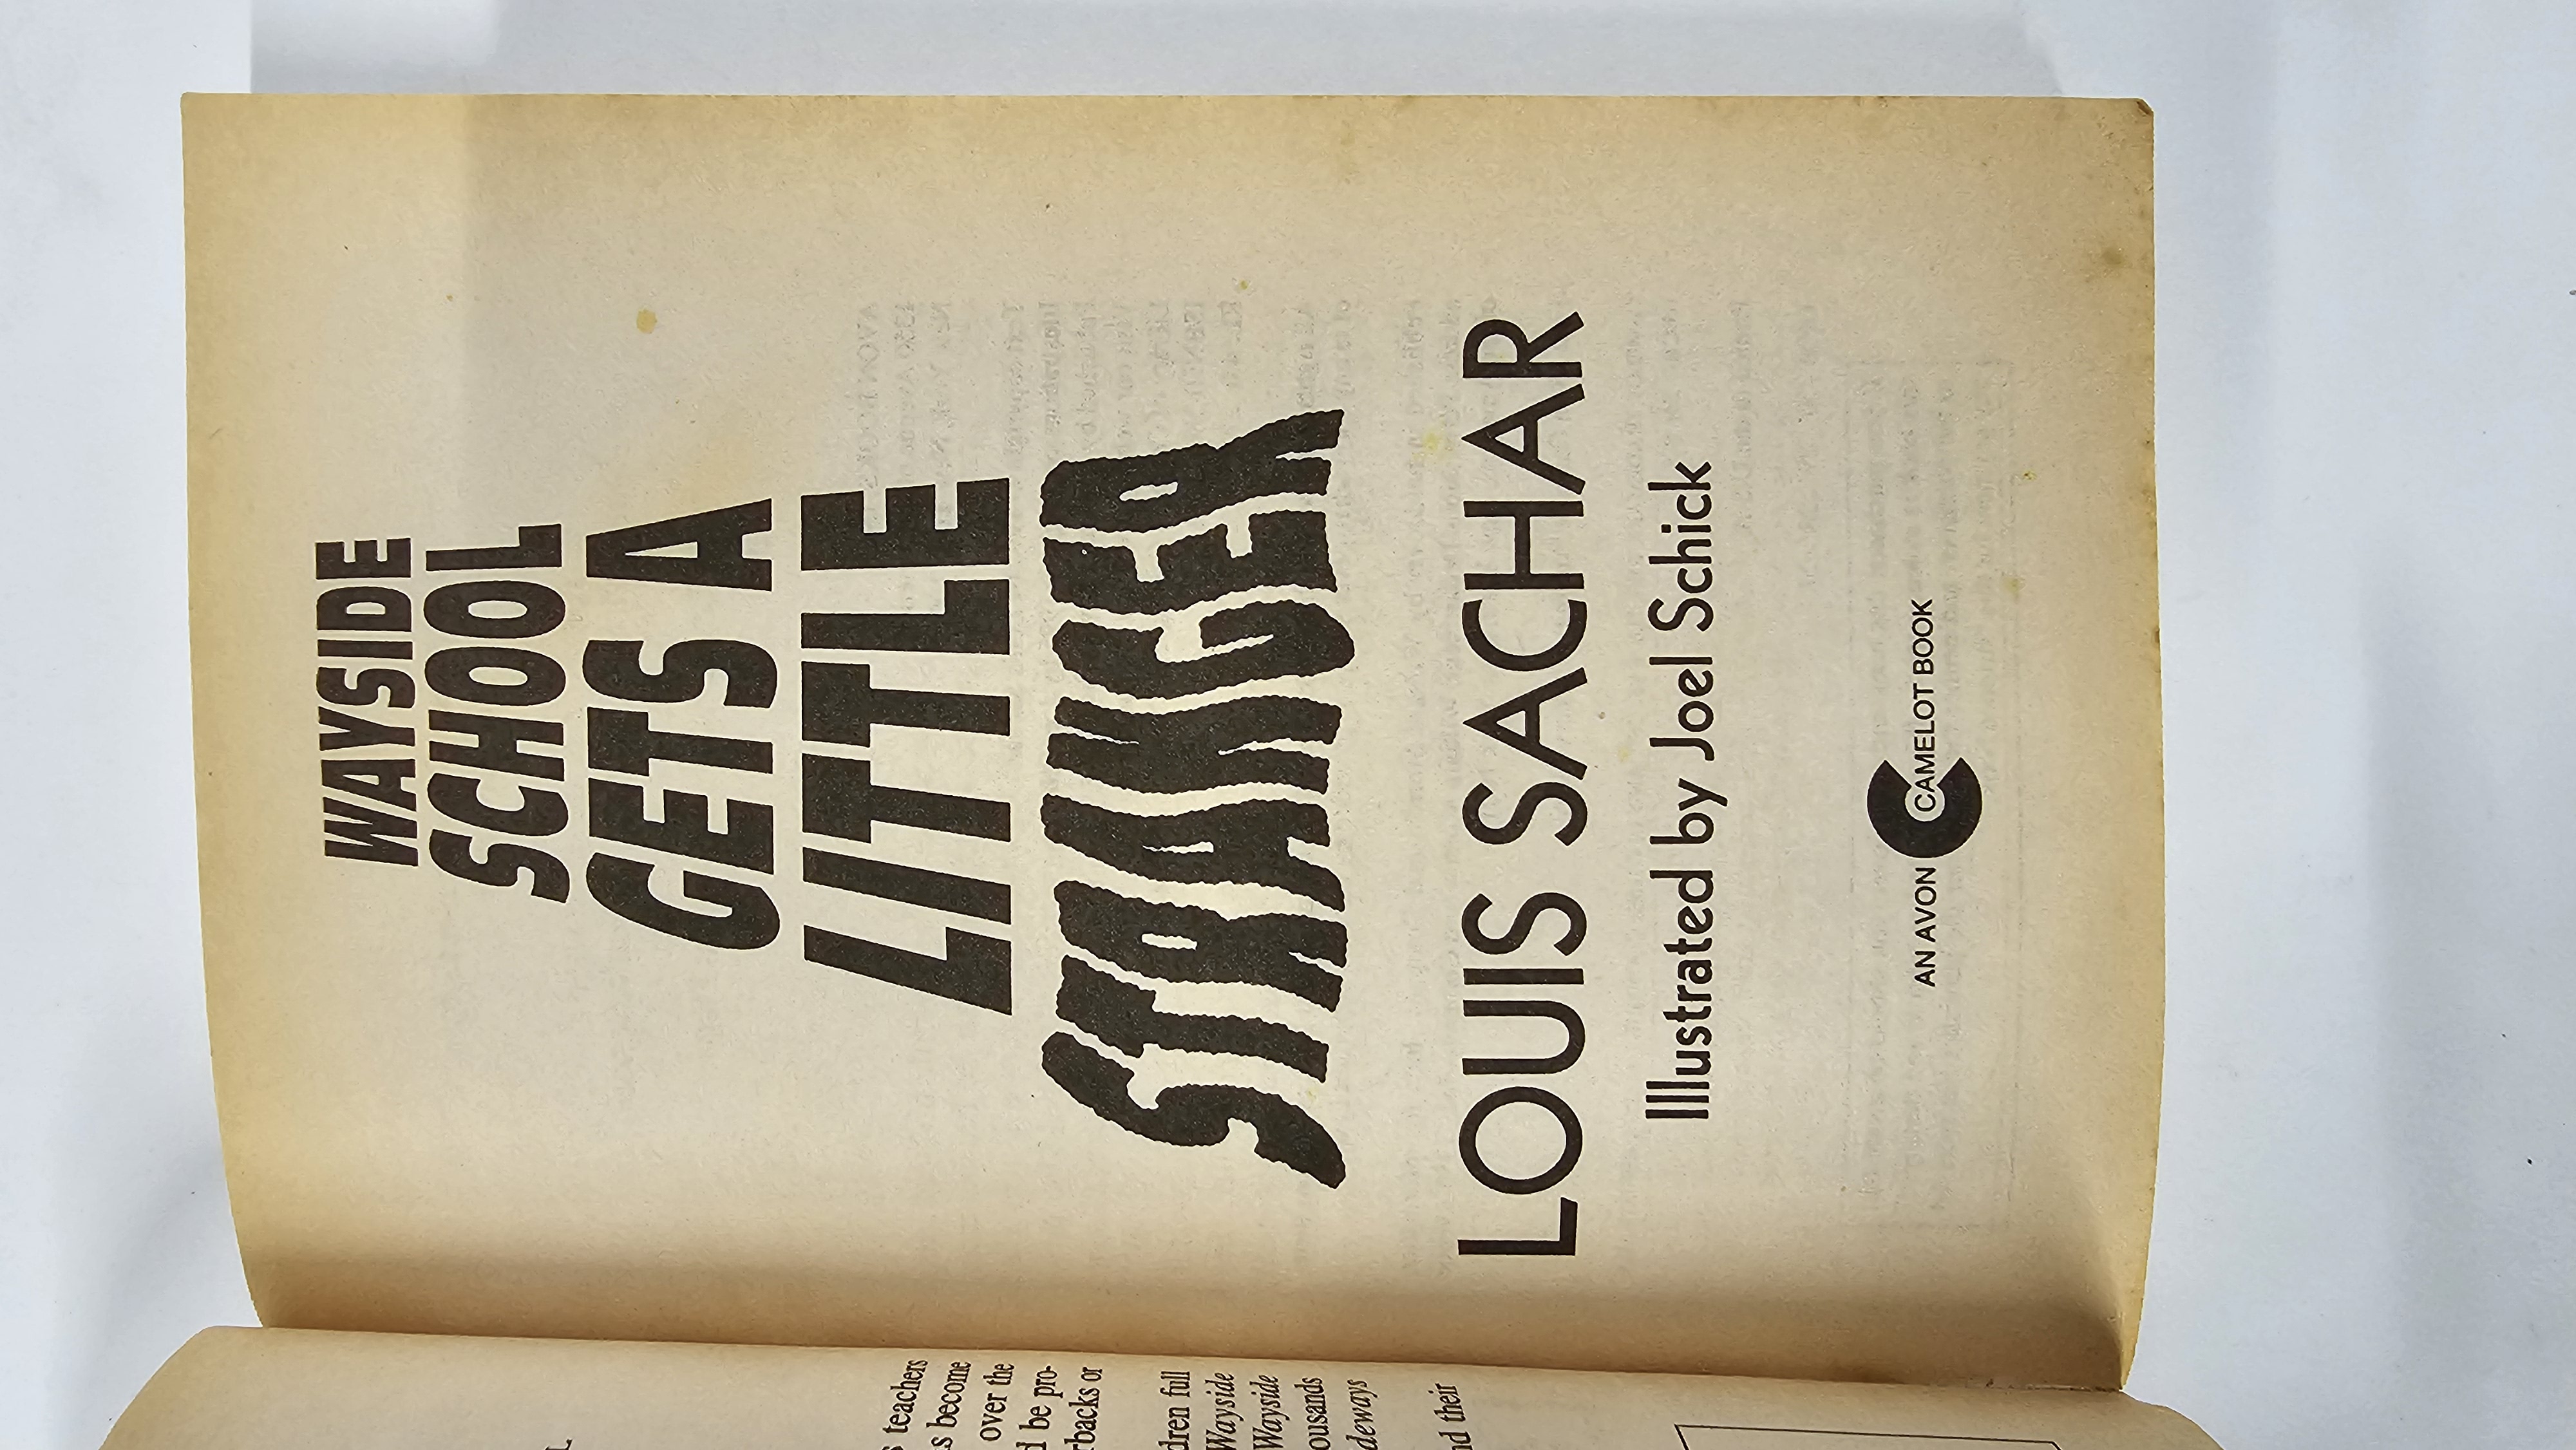 s teachers
s become
over the
d be pro-
rbacks or
dren full
Wayside
Wayside
ousands
deways
nd their
WAYSIDE
SCHOOL
GETS A
LITTLE
STRANGER
LOUIS SACHAR
Illustrated by Joel Schick
AN AVON CAMELOT BOOK